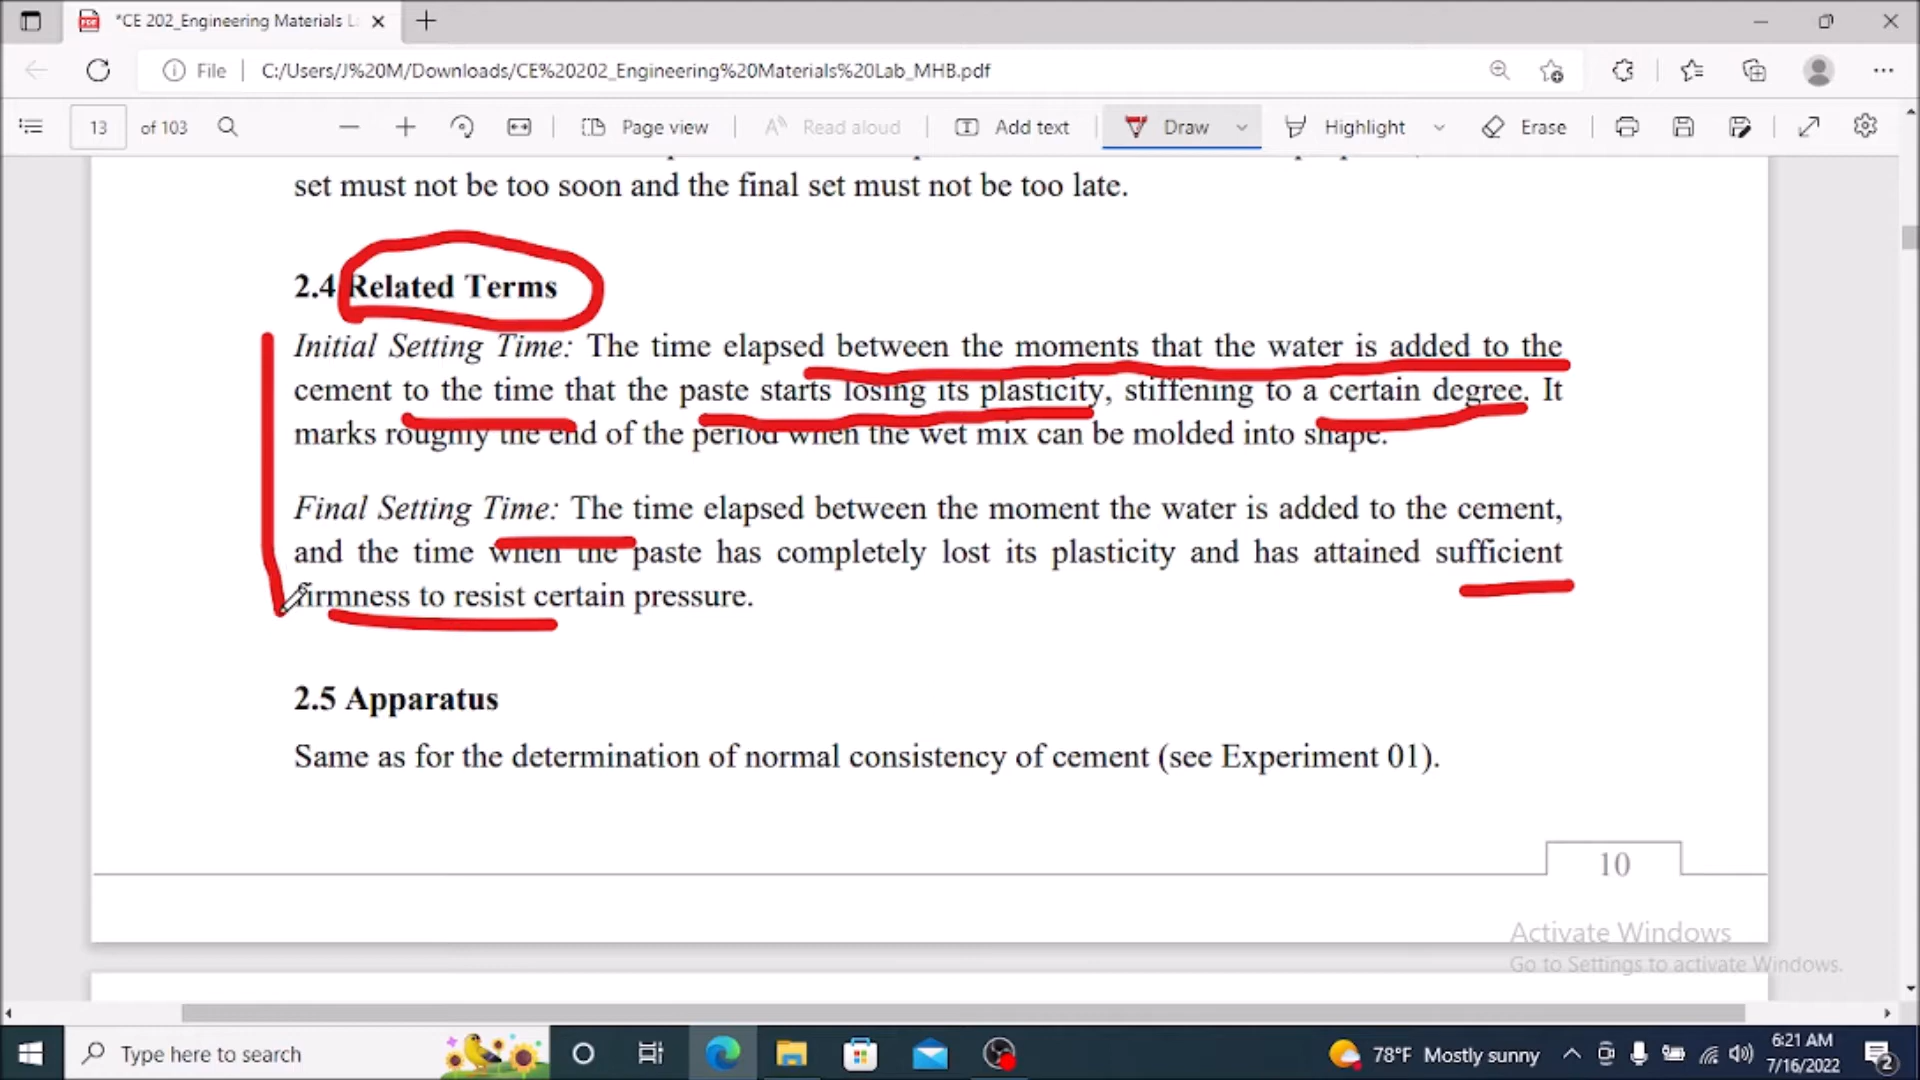 *CE 202_Engineering Materials L
File
C:/Users/J%20M/Downloads/CE%20202_Engineering%20Materials%20Lab_MHB.pdf
13 of 103
Page view
Read aloud
Add text
Draw
Highlight
Erase
set must not be too soon and the final set must not be too late.
2.4 Related Terms
Initial Setting Time: The time elapsed between the moments that the water is added to the
cement to the time that the paste starts losing its plasticity, stiffening to a certain degree. It
marks roughly the end of the period when the wet mix can be molded into shape.
Final Setting Time: The time elapsed between the moment the water is added to the cement,
and the time when the paste has completely lost its plasticity and has attained sufficient
firmness to resist certain pressure.
2.5 Apparatus
Same as for the determination of normal consistency of cement (see Experiment 01).
10
Activate Windows
Go to Settings to activate Windows.
Type here to search
78°F Mostly sunny
6:21 AM
7/16/2022
2